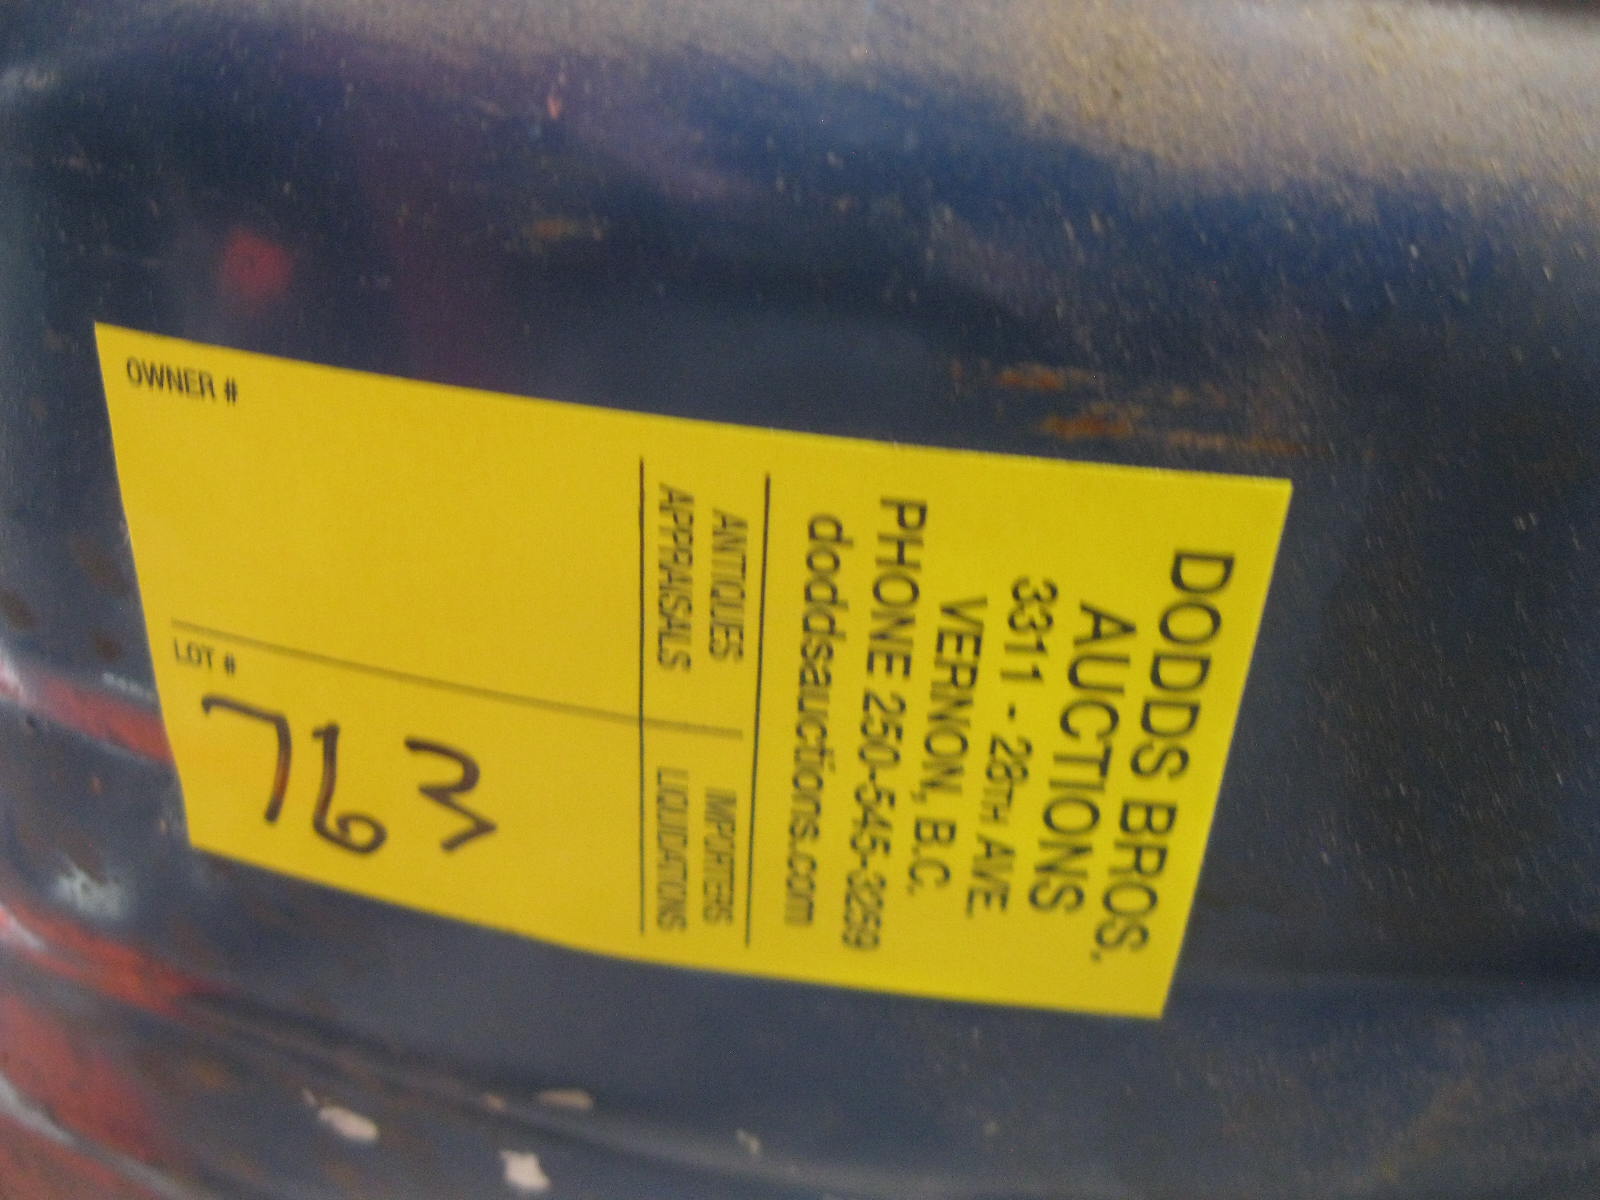 DODDS BROS.
AUCTIONS
3311 - 28TH AVE.
VERNON, B.C.
PHONE 250-545-3259
doddsauctions.com
ANTIQUES IMPORTERS
APPRAISALS LIQUIDATIONS
OWNER #
LOT #
763